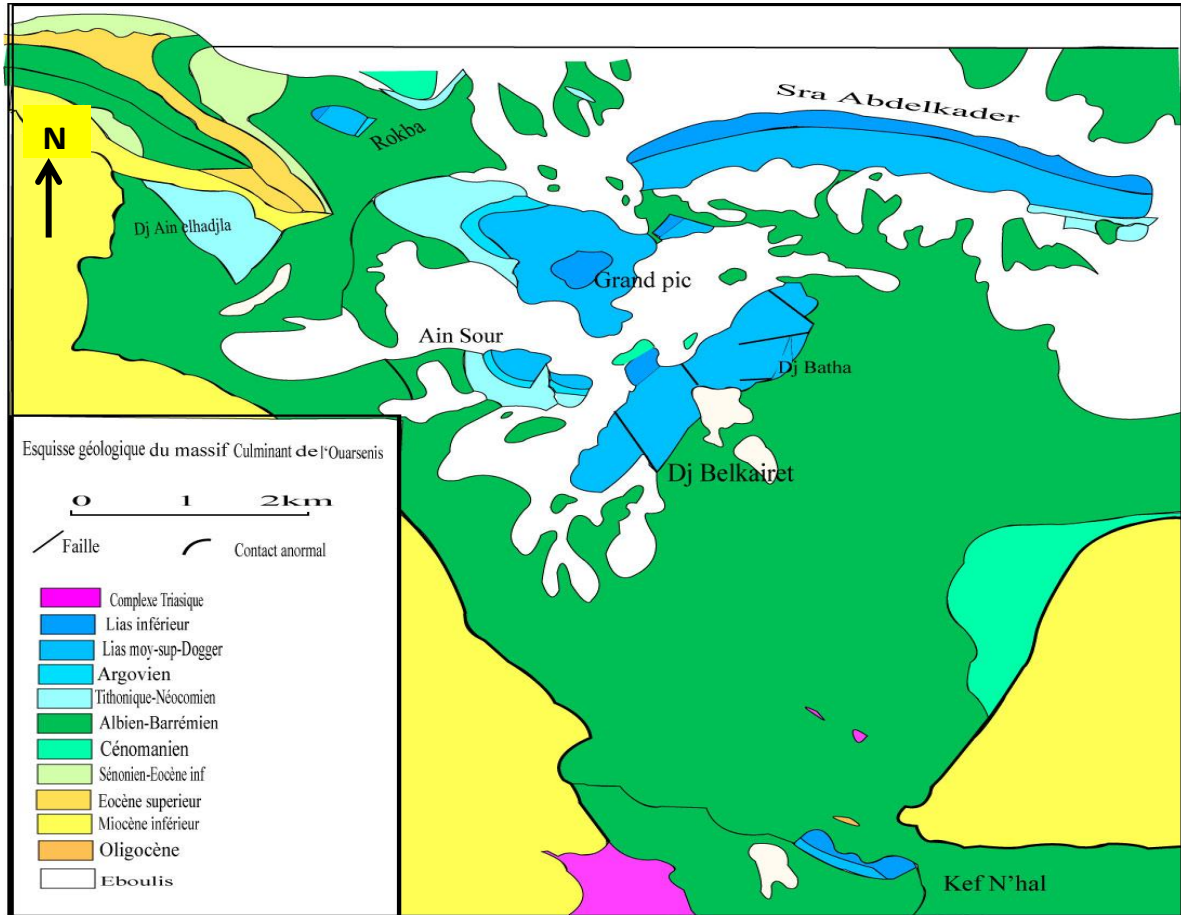 N
Sra Abdelkader
Rokba
Dj Ain elhadjla
Grand pic
Ain Sour
Dj Batha
Dj Belkairet
Kef N'hal
Esquisse géologique du massif Culminant de l'Ouarsenis
0 1 2km
Faille
Contact anormal
Complexe Triasique
Lias inférieur
Lias moy-sup-Dogger
Argovien
Tithonique-Néocomien
Albien-Barrémien
Cénomanien
Sénonien-Eocène inf
Eocène superieur
Miocène inférieur
Oligocène
Eboulis